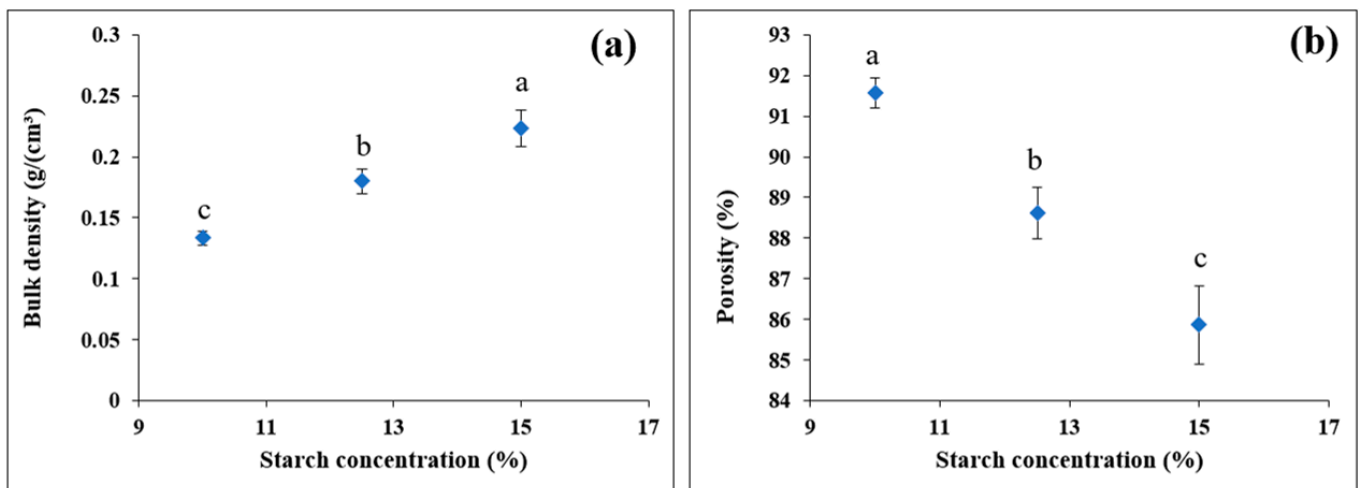 (a)
0.3
0.25
0.2
0.15
0.1
0.05
0
Bulk density (g/(cm³)
c
b
a
9
11
13
15
17
Starch concentration (%)
(b)
93
92
91
90
89
88
87
86
85
84
Porosity (%)
a
b
c
9
11
13
15
17
Starch concentration (%)